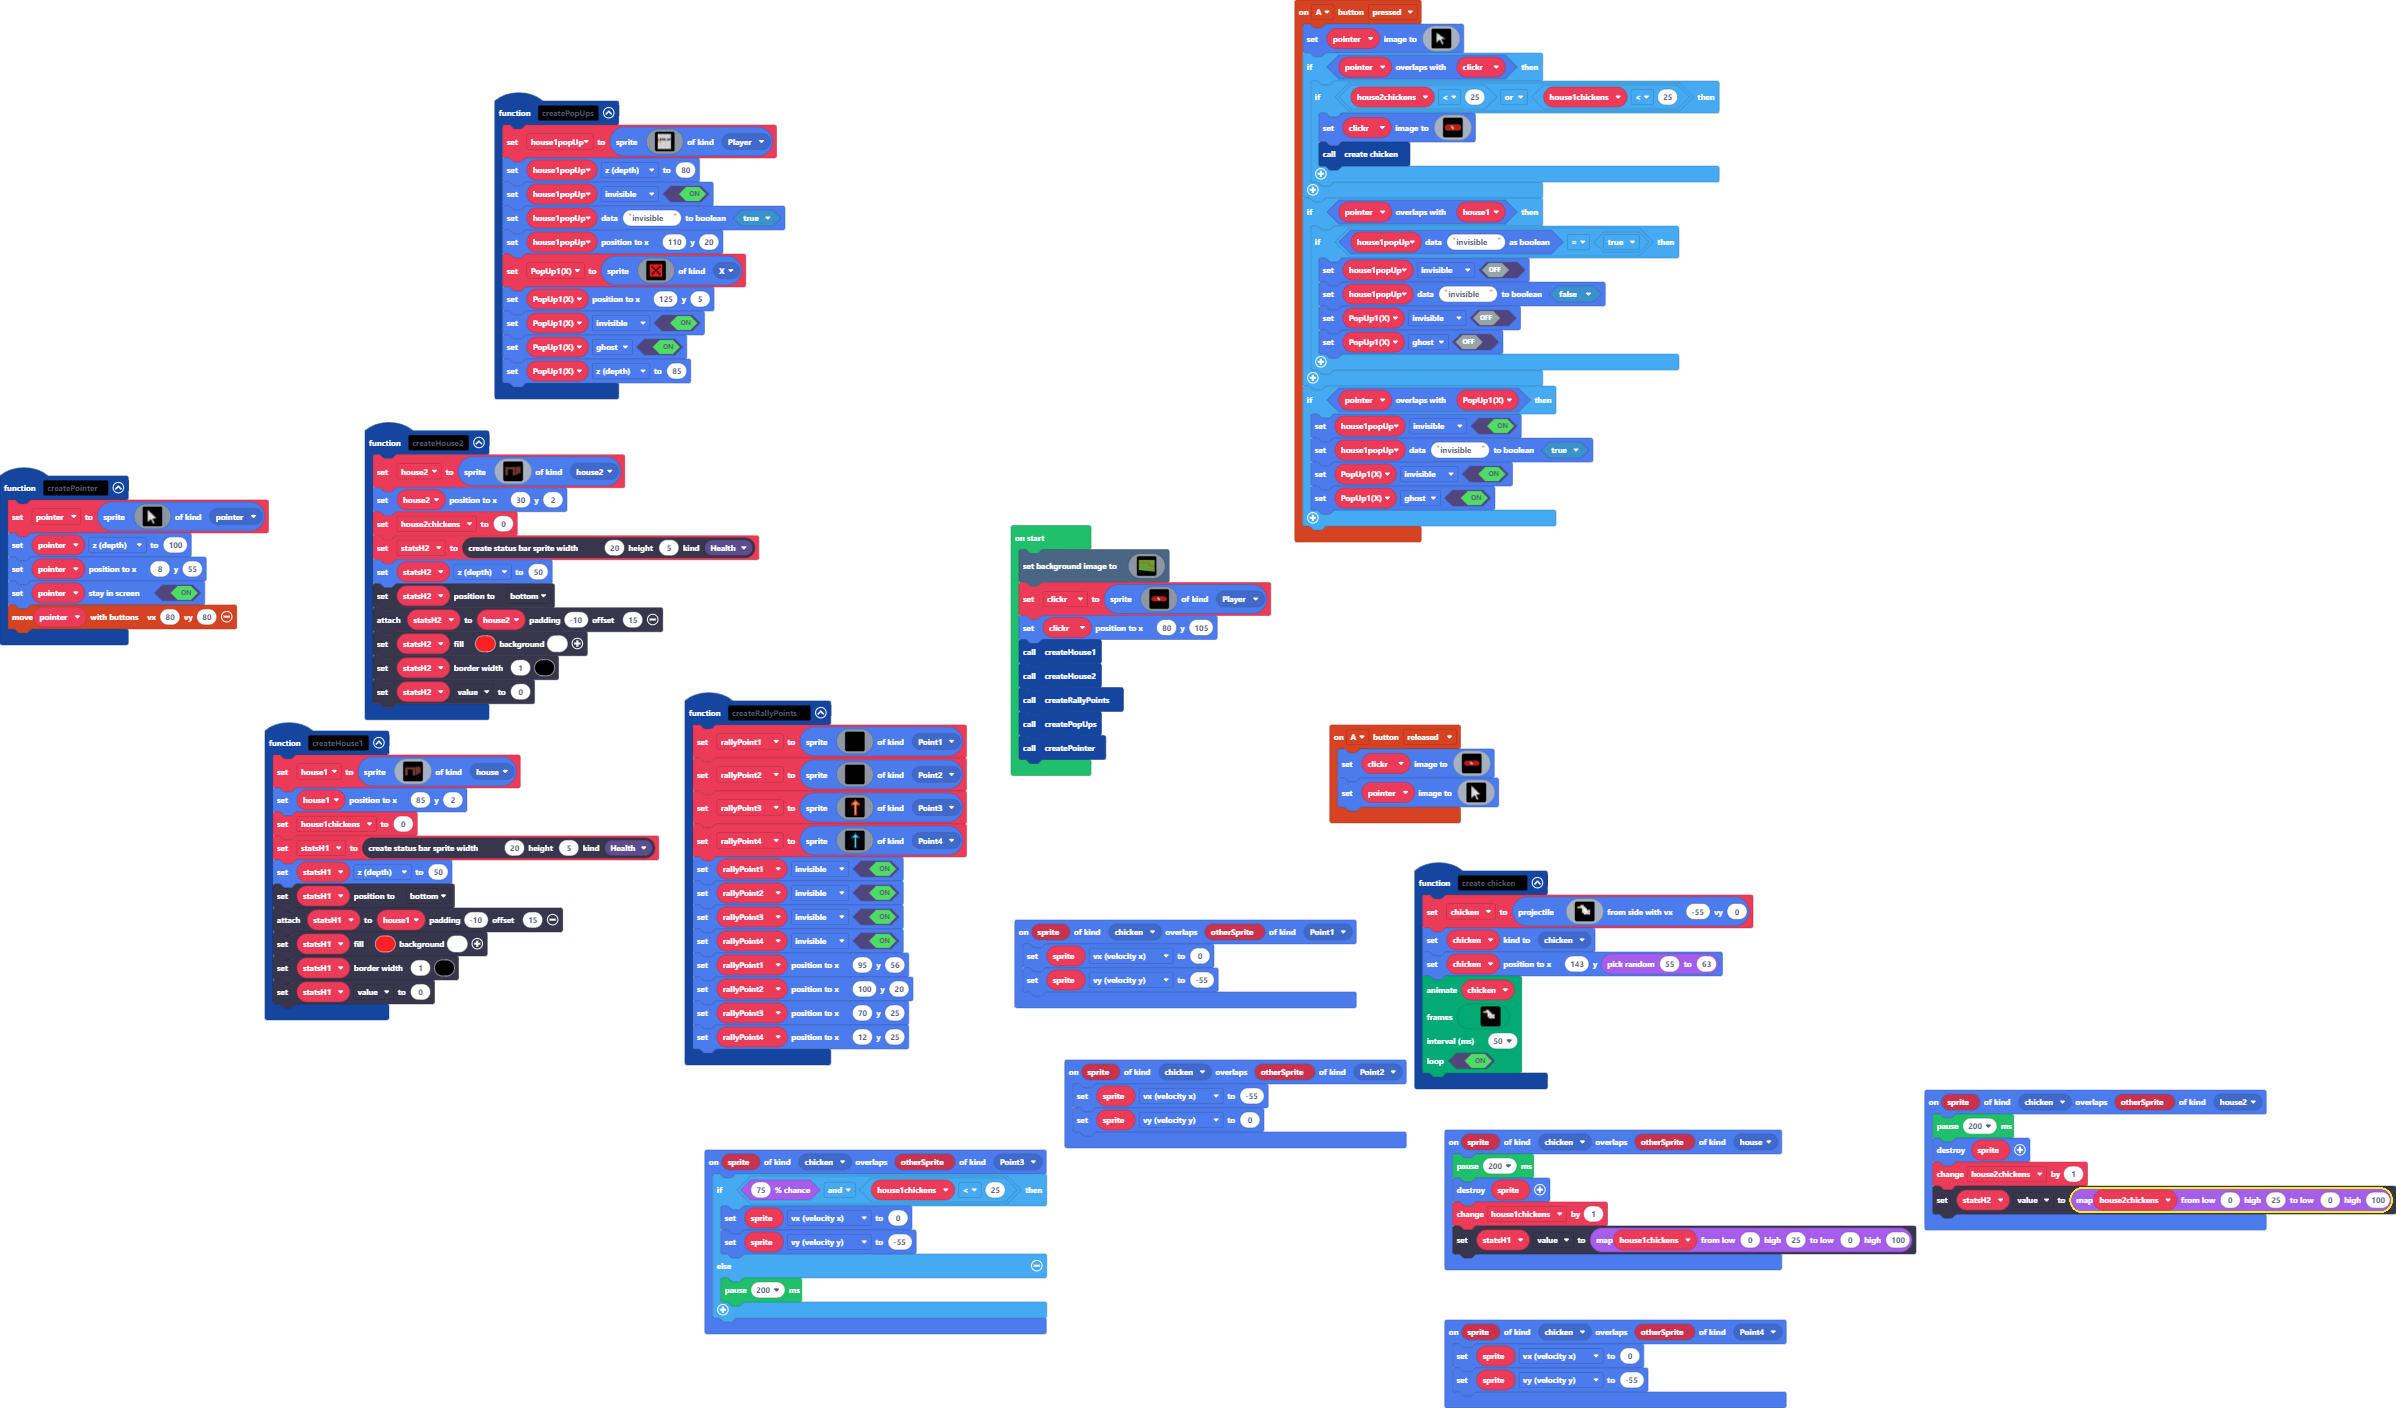 on A button pressed
set pointer image to
if pointer overlaps with clickr then
if house2chickens < 25 or house1chickens < 25 then
set clickr image to
call create chicken
if pointer overlaps with house1 then
if house1popUp data "invisible" as boolean = true then
set house1popUp invisible OFF
set house1popUp data "invisible" to boolean false
set PopUp1(X) invisible OFF
set PopUp1(X) ghost OFF
if pointer overlaps with PopUp1(X) then
set house1popUp invisible ON
set house1popUp data "invisible" to boolean true
set PopUp1(X) invisible ON
set PopUp1(X) ghost ON
function createPopUps
set house1popUp to sprite of kind Player
set house1popUp z (depth) to 80
set house1popUp invisible ON
set house1popUp data "invisible" to boolean true
set house1popUp position to x 110 y 20
set PopUp1(X) to sprite of kind X
set PopUp1(X) position to x 125 y 5
set PopUp1(X) invisible ON
set PopUp1(X) ghost ON
set PopUp1(X) z (depth) to 85
function createHouse2
set house2 to sprite of kind house2
set house2 position to x 30 y 2
set house2chickens to 0
set statsH2 to create status bar sprite width 20 height 5 kind Health
set statsH2 z (depth) to 50
set statsH2 position to bottom
attach statsH2 to house2 padding -10 offset 15
set statsH2 fill background
set statsH2 border width 1
set statsH2 value to 0
function createPointer
set pointer to sprite of kind pointer
set pointer z (depth) to 100
set pointer position to x 8 y 55
set pointer stay in screen ON
move pointer with buttons vx 80 vy 80
on start
set background image to
set clickr to sprite of kind Player
set clickr position to x 80 y 105
call createHouse1
call createHouse2
call createRallyPoints
call createPopUps
call createPointer
function createHouse1
set house1 to sprite of kind house
set house1 position to x 85 y 2
set house1chickens to 0
set statsH1 to create status bar sprite width 20 height 5 kind Health
set statsH1 z (depth) to 50
set statsH1 position to bottom
attach statsH1 to house1 padding -10 offset 15
set statsH1 fill background
set statsH1 border width 1
set statsH1 value to 0
function createRallyPoints
set rallyPoint1 to sprite of kind Point1
set rallyPoint2 to sprite of kind Point2
set rallyPoint3 to sprite of kind Point3
set rallyPoint4 to sprite of kind Point4
set rallyPoint1 invisible ON
set rallyPoint2 invisible ON
set rallyPoint3 invisible ON
set rallyPoint4 invisible ON
set rallyPoint1 position to x 95 y 56
set rallyPoint2 position to x 100 y 20
set rallyPoint3 position to x 70 y 25
set rallyPoint4 position to x 12 y 25
on A button released
set clickr image to
set pointer image to
function create chicken
set chicken to projectile from side with vx -55 vy 0
set chicken kind to chicken
set chicken position to x 143 y pick random 55 to 63
animate chicken
frames
interval (ms) 50
loop ON
on sprite of kind chicken overlaps otherSprite of kind Point1
set sprite vx (velocity x) to 0
set sprite vy (velocity y) to -55
on sprite of kind chicken overlaps otherSprite of kind Point2
set sprite vx (velocity x) to -55
set sprite vy (velocity y) to 0
on sprite of kind chicken overlaps otherSprite of kind Point3
if 75 % chance and house1chickens < 25 then
set sprite vx (velocity x) to 0
set sprite vy (velocity y) to -55
else
pause 200 ms
on sprite of kind chicken overlaps otherSprite of kind house
pause 200 ms
destroy sprite
change house1chickens by 1
set statsH1 value to map house1chickens from low 0 high 25 to low 0 high 100
on sprite of kind chicken overlaps otherSprite of kind house2
pause 200 ms
destroy sprite
change house2chickens by 1
set statsH2 value to map house2chickens from low 0 high 25 to low 0 high 100
on sprite of kind chicken overlaps otherSprite of kind Point4
set sprite vx (velocity x) to 0
set sprite vy (velocity y) to -55